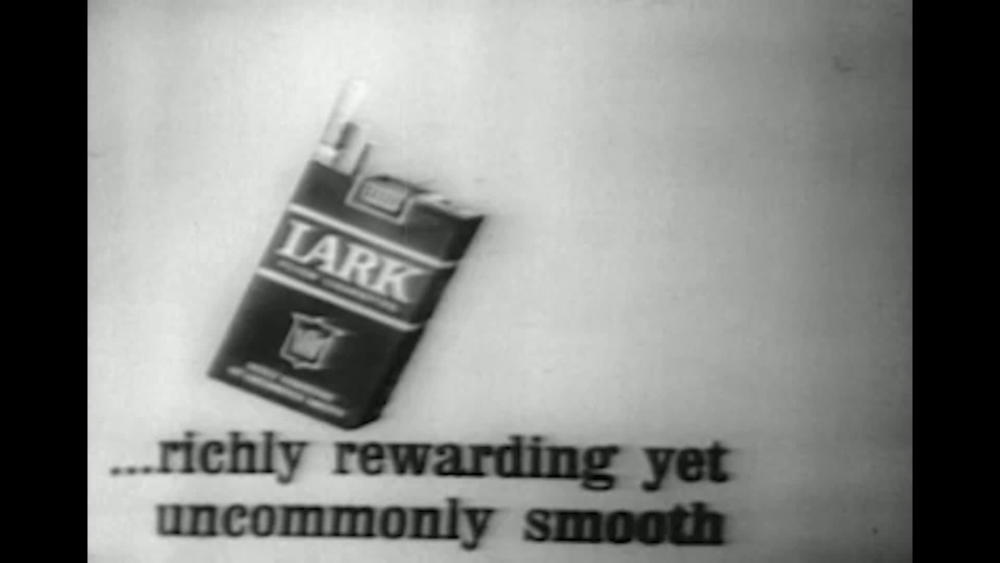 LARK
...richly rewarding yet
uncommonly smooth